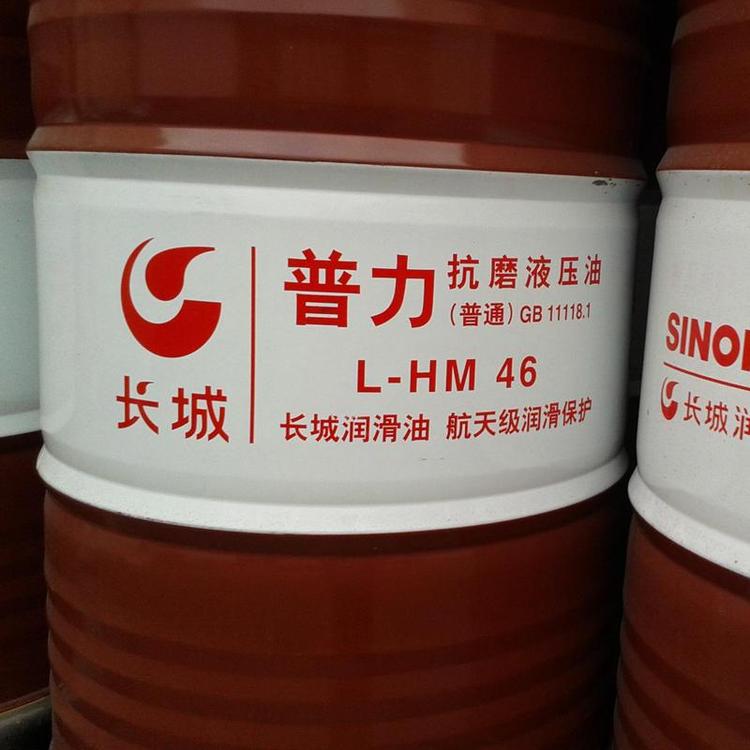 普力 抗磨液压油
(普通) GB 11118.1
L-HM 46
长城润滑油 航天级润滑保护
长城
SINO
长城润